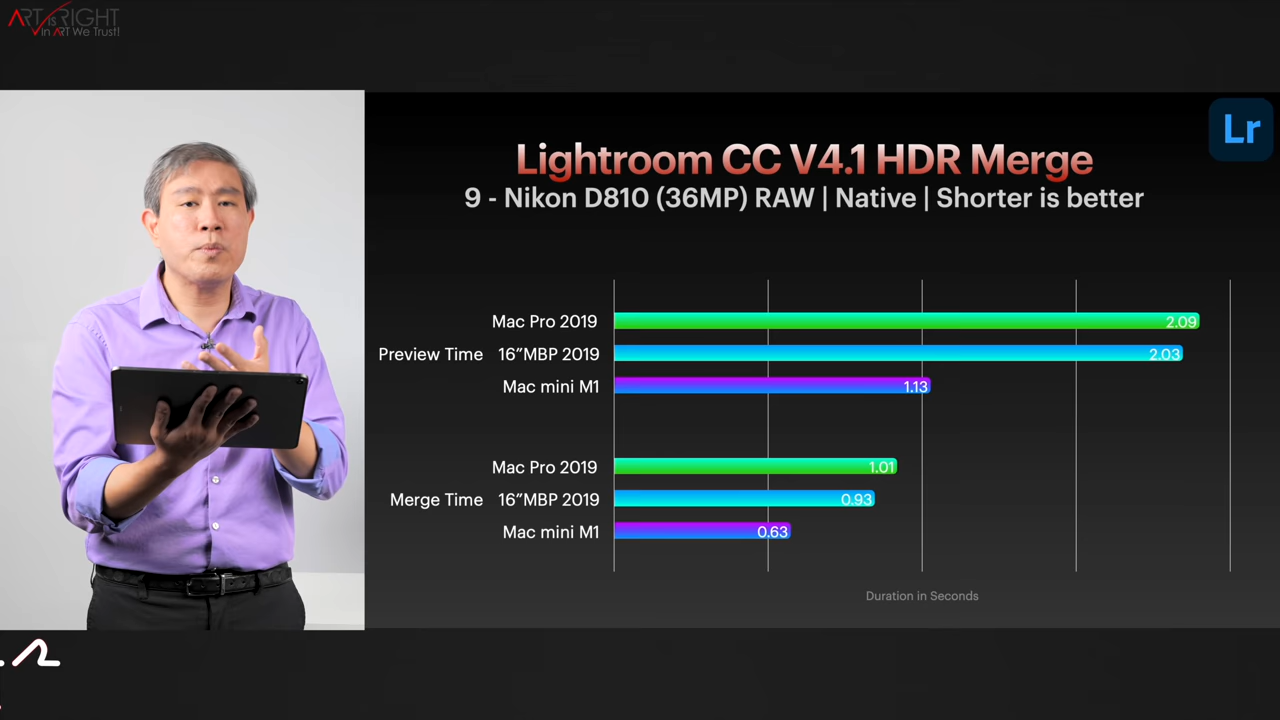 ART is RIGHT
In ART We Trust!
Lr
Lightroom CC V4.1 HDR Merge
9 - Nikon D810 (36MP) RAW | Native | Shorter is better
Mac Pro 2019 2.09
Preview Time 16”MBP 2019 2.03
Mac mini M1 1.13
Mac Pro 2019 1.01
Merge Time 16”MBP 2019 0.93
Mac mini M1 0.63
Duration in Seconds